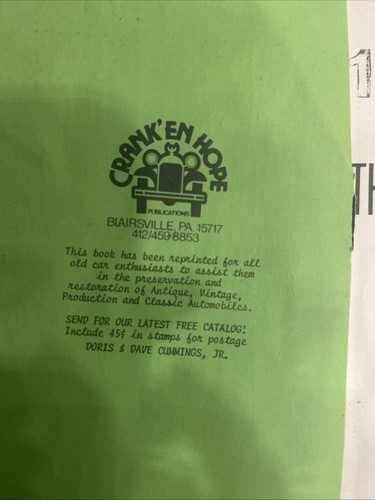 CRANK'EN HOPE
PUBLICATIONS
BLAIRSVILLE, PA. 15717
412/459-8853
This book has been reprinted for all
old car enthusiasts to assist them
in the preservation and
restoration of Antique, Vintage,
Production and Classic Automobiles.
SEND FOR OUR LATEST FREE CATALOG!
Include 45¢ in stamps for postage
DORIS & DAVE CUMMINGS, JR.
1
TH